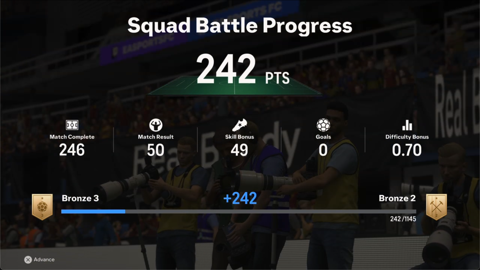 EASPORTSFC
Squad Battle Progress
242 PTS
Match Complete
246
Match Result
50
Skill Bonus
49
Goals
0
Difficulty Bonus
0.70
Bronze 3
+242
Bronze 2
242/1145
Advance